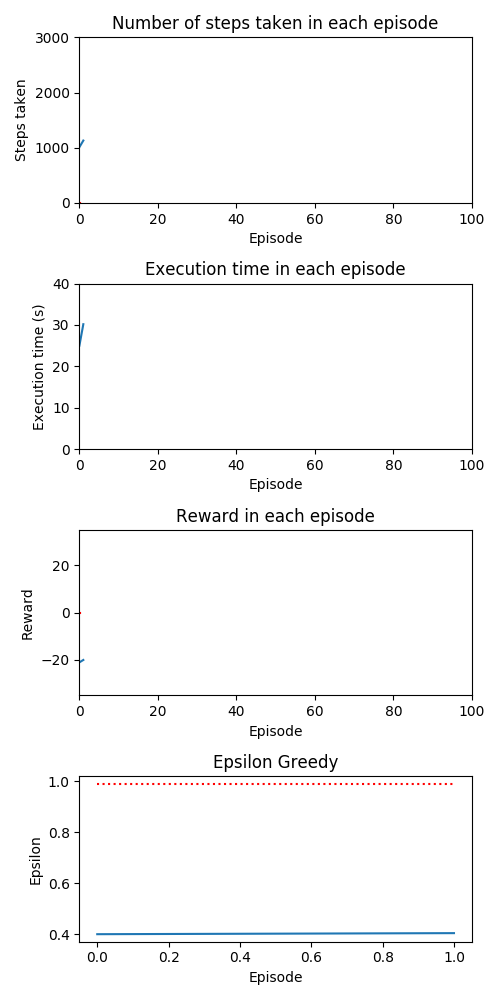 Number of steps taken in each episode
3000
2000
1000
0
Steps taken
0 20 40 60 80 100
Episode
Execution time in each episode
40
30
20
10
0
Execution time (s)
0 20 40 60 80 100
Episode
Reward in each episode
20
0
−20
Reward
0 20 40 60 80 100
Episode
Epsilon Greedy
1.0
0.8
0.6
0.4
Epsilon
0.0 0.2 0.4 0.6 0.8 1.0
Episode